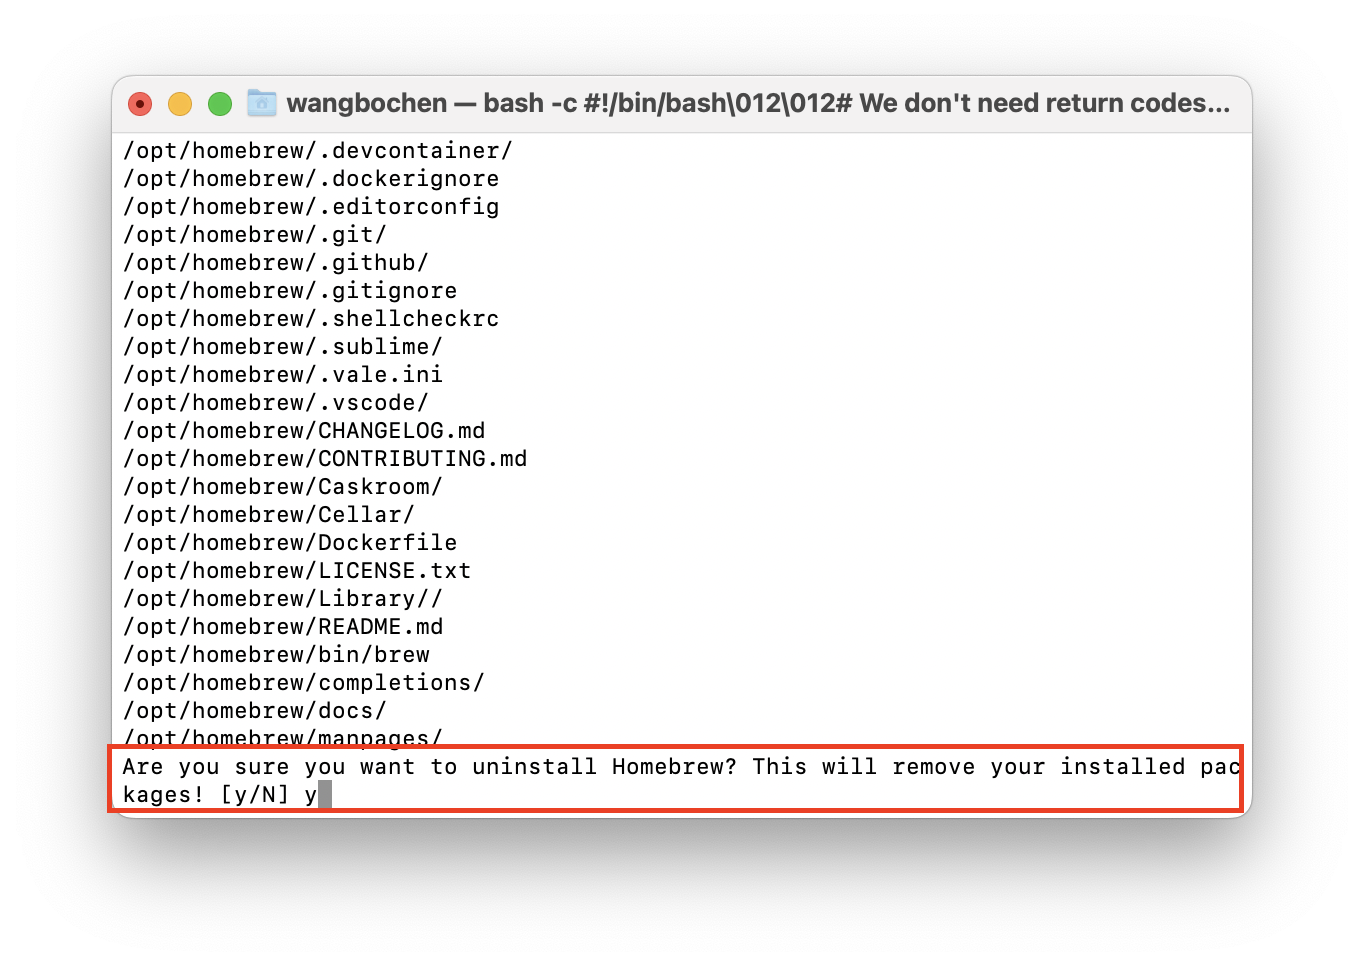 wangbochen — bash -c #!/bin/bash\012\012# We don't need return codes...
/opt/homebrew/.devcontainer/
/opt/homebrew/.dockerignore
/opt/homebrew/.editorconfig
/opt/homebrew/.git/
/opt/homebrew/.github/
/opt/homebrew/.gitignore
/opt/homebrew/.shellcheckrc
/opt/homebrew/.sublime/
/opt/homebrew/.vale.ini
/opt/homebrew/.vscode/
/opt/homebrew/CHANGELOG.md
/opt/homebrew/CONTRIBUTING.md
/opt/homebrew/Caskroom/
/opt/homebrew/Cellar/
/opt/homebrew/Dockerfile
/opt/homebrew/LICENSE.txt
/opt/homebrew/Library//
/opt/homebrew/README.md
/opt/homebrew/bin/brew
/opt/homebrew/completions/
/opt/homebrew/docs/
/opt/homebrew/manpages/
Are you sure you want to uninstall Homebrew? This will remove your installed pac
kages! [y/N] y